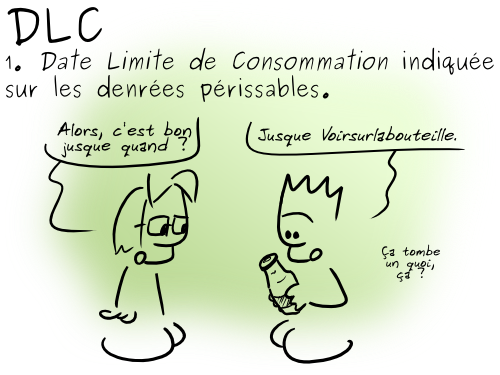 DLC
1. Date Limite de Consommation indiquée
sur les denrées périssables.
Alors, c'est bon
jusque quand ?
Jusque Voirsurlabouteille.
Ça tombe
un quoi,
ça ?